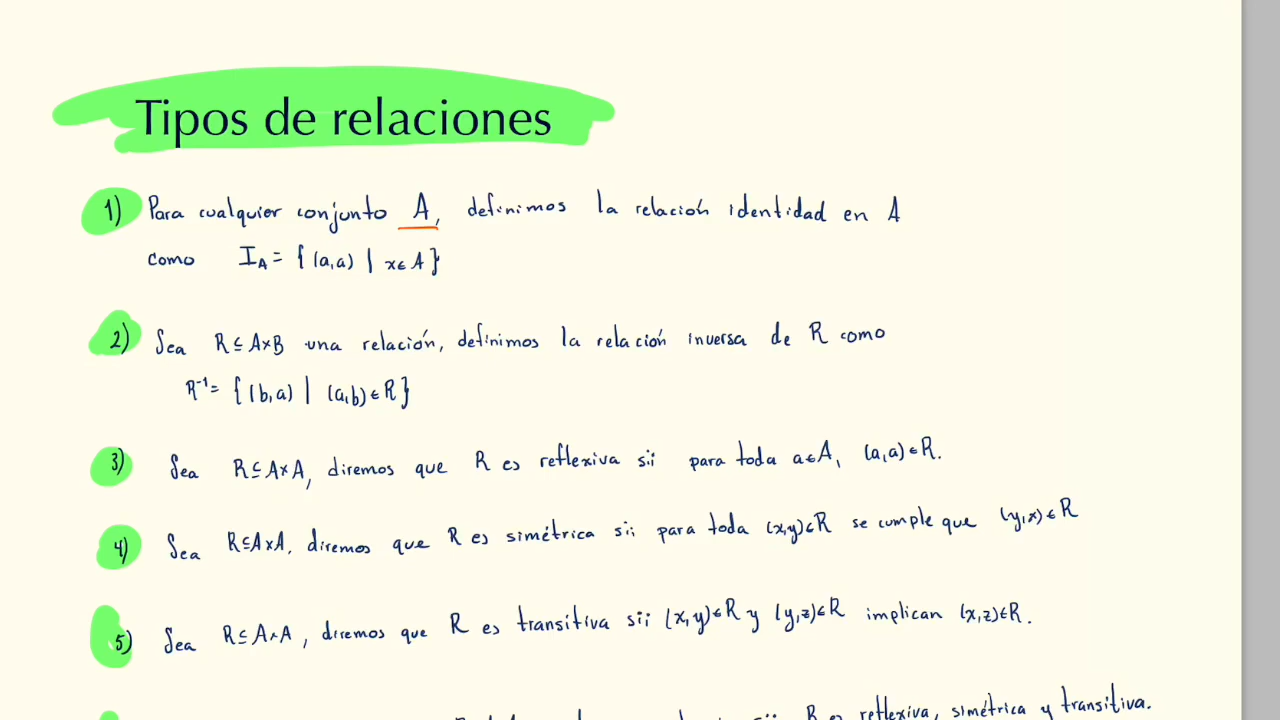 Tipos de relaciones
1) Para cualquier conjunto A, definimos la relación identidad en A
como I_A = { (a,a) | x∈A }
2) Sea R⊆A×B una relación, definimos la relación inversa de R como
R⁻¹ = { (b,a) | (a,b)∈R }
3) Sea R⊆A×A, diremos que R es reflexiva sii para toda a∈A, (a,a)∈R.
4) Sea R⊆A×A, diremos que R es simétrica sii para toda (x,y)∈R se cumple que (y,x)∈R
5) Sea R⊆A×A, diremos que R es transitiva sii (x,y)∈R y (y,z)∈R implican (x,z)∈R.
R es reflexiva, simétrica y transitiva.